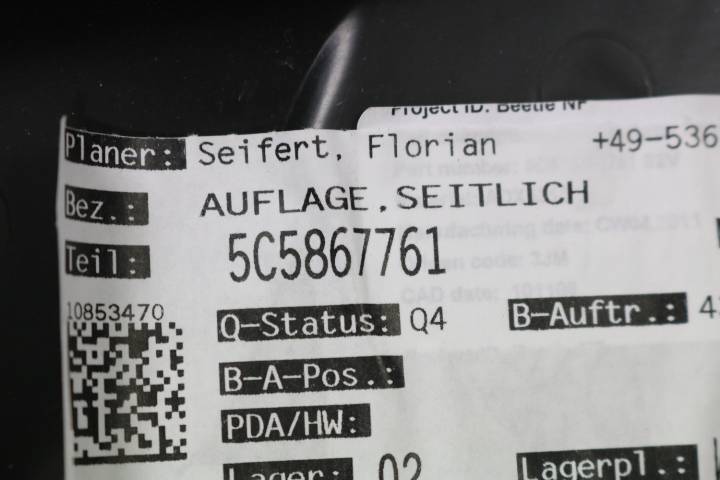 Project ID: Beetle NF
Planer: Seifert, Florian +49-536
Bez.: AUFLAGE,SEITLICH
Teil: 5C5867761
10853470
Q-Status: Q4 B-Auftr.: 4
B-A-Pos.:
PDA/HW:
Lager: 02 Lagerpl.: